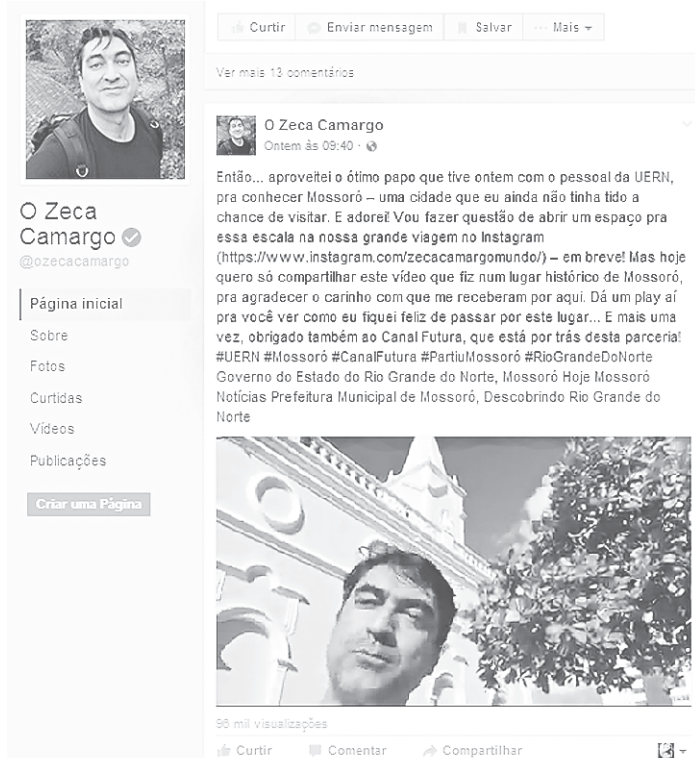 Curtir
Enviar mensagem
Salvar
Mais
Ver mais 13 comentários
O Zeca
Camargo
@ozecacamargo
Página inicial
Sobre
Fotos
Curtidas
Vídeos
Publicações
Criar uma Página
O Zeca Camargo
Ontem às 09:40 ·
Então... aproveitei o ótimo papo que tive ontem com o pessoal da UERN,
pra conhecer Mossoró – uma cidade que eu ainda não tinha tido a
chance de visitar. E adorei! Vou fazer questão de abrir um espaço pra
essa escala na nossa grande viagem no Instagram
(https://www.instagram.com/zecacamargomundo/) – em breve! Mas hoje
quero só compartilhar este vídeo que fiz num lugar histórico de Mossoró,
pra agradecer o carinho com que me receberam por aqui. Dá um play aí
pra você ver como eu fiquei feliz de passar por este lugar... E mais uma
vez, obrigado também ao Canal Futura, que está por trás desta parceria!
#UERN #Mossoró #CanalFutura #PartiuMossoró #RioGrandeDoNorte
Governo do Estado do Rio Grande do Norte, Mossoró Hoje Mossoró
Notícias Prefeitura Municipal de Mossoró, Descobrindo Rio Grande do
Norte
96 mil visualizações
Curtir
Comentar
Compartilhar